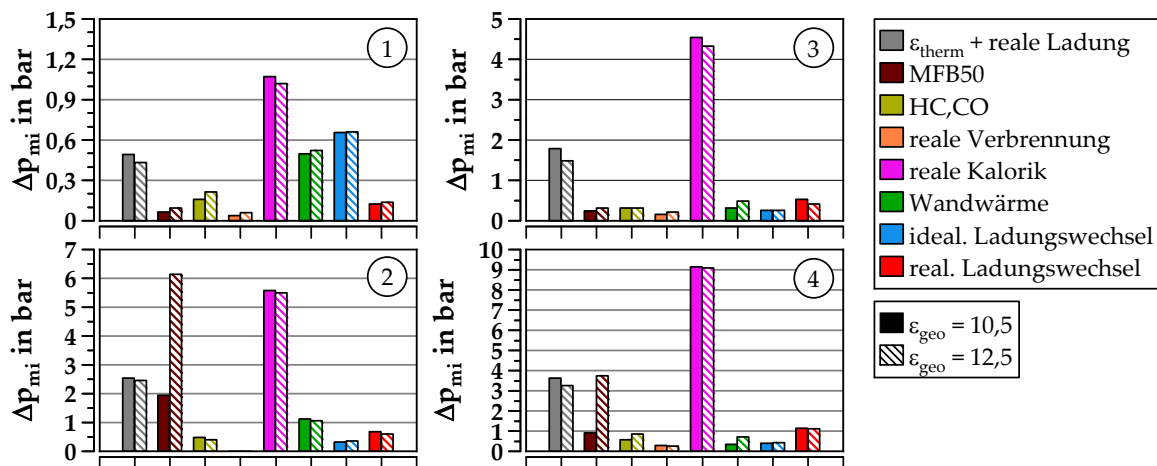 Δp_mi in bar
1,5
1,2
0,9
0,6
0,3
0
1
Δp_mi in bar
5
4
3
2
1
0
3
Δp_mi in bar
7
6
5
4
3
2
1
0
2
Δp_mi in bar
10
9
8
7
6
5
4
3
2
1
0
4
ε_therm + reale Ladung
MFB50
HC,CO
reale Verbrennung
reale Kalorik
Wandwärme
ideal. Ladungswechsel
real. Ladungswechsel
ε_geo = 10,5
ε_geo = 12,5